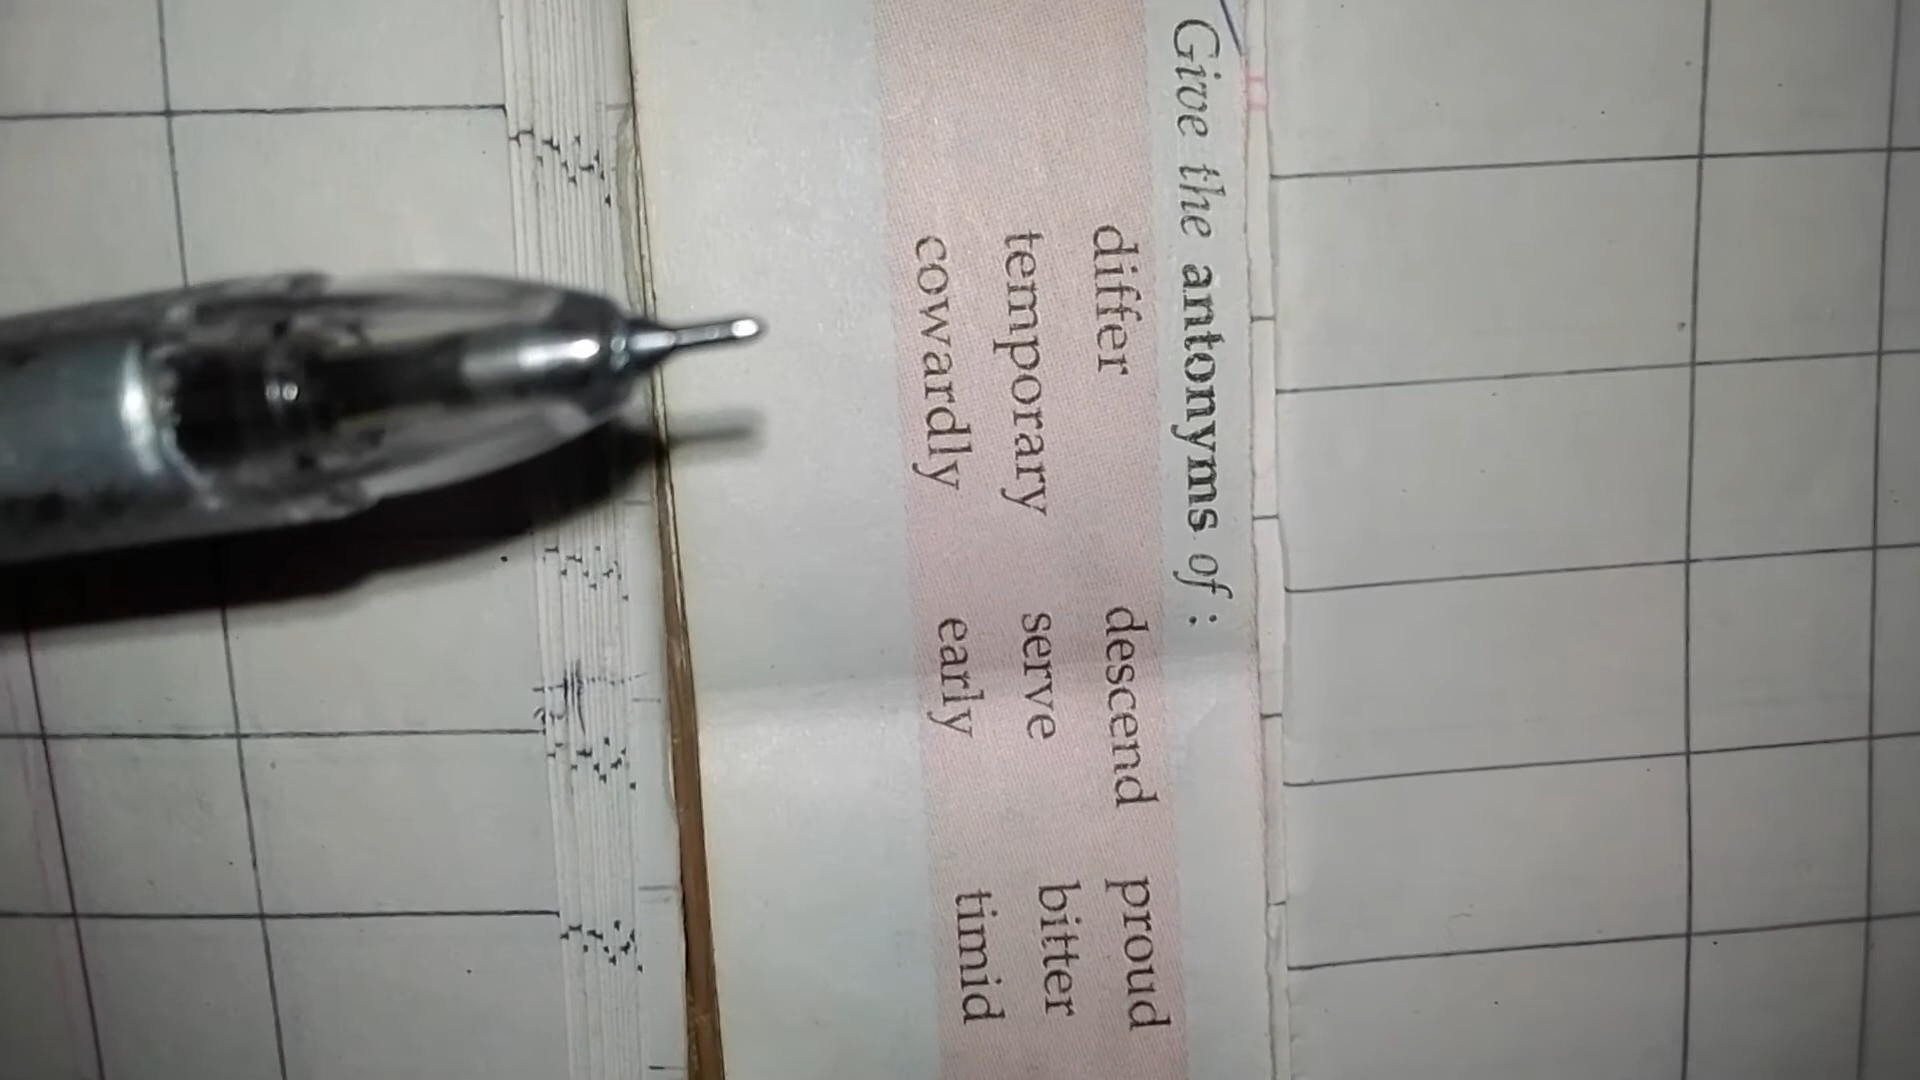 Give the antonyms of :
differ descend proud
temporary serve bitter
cowardly early timid